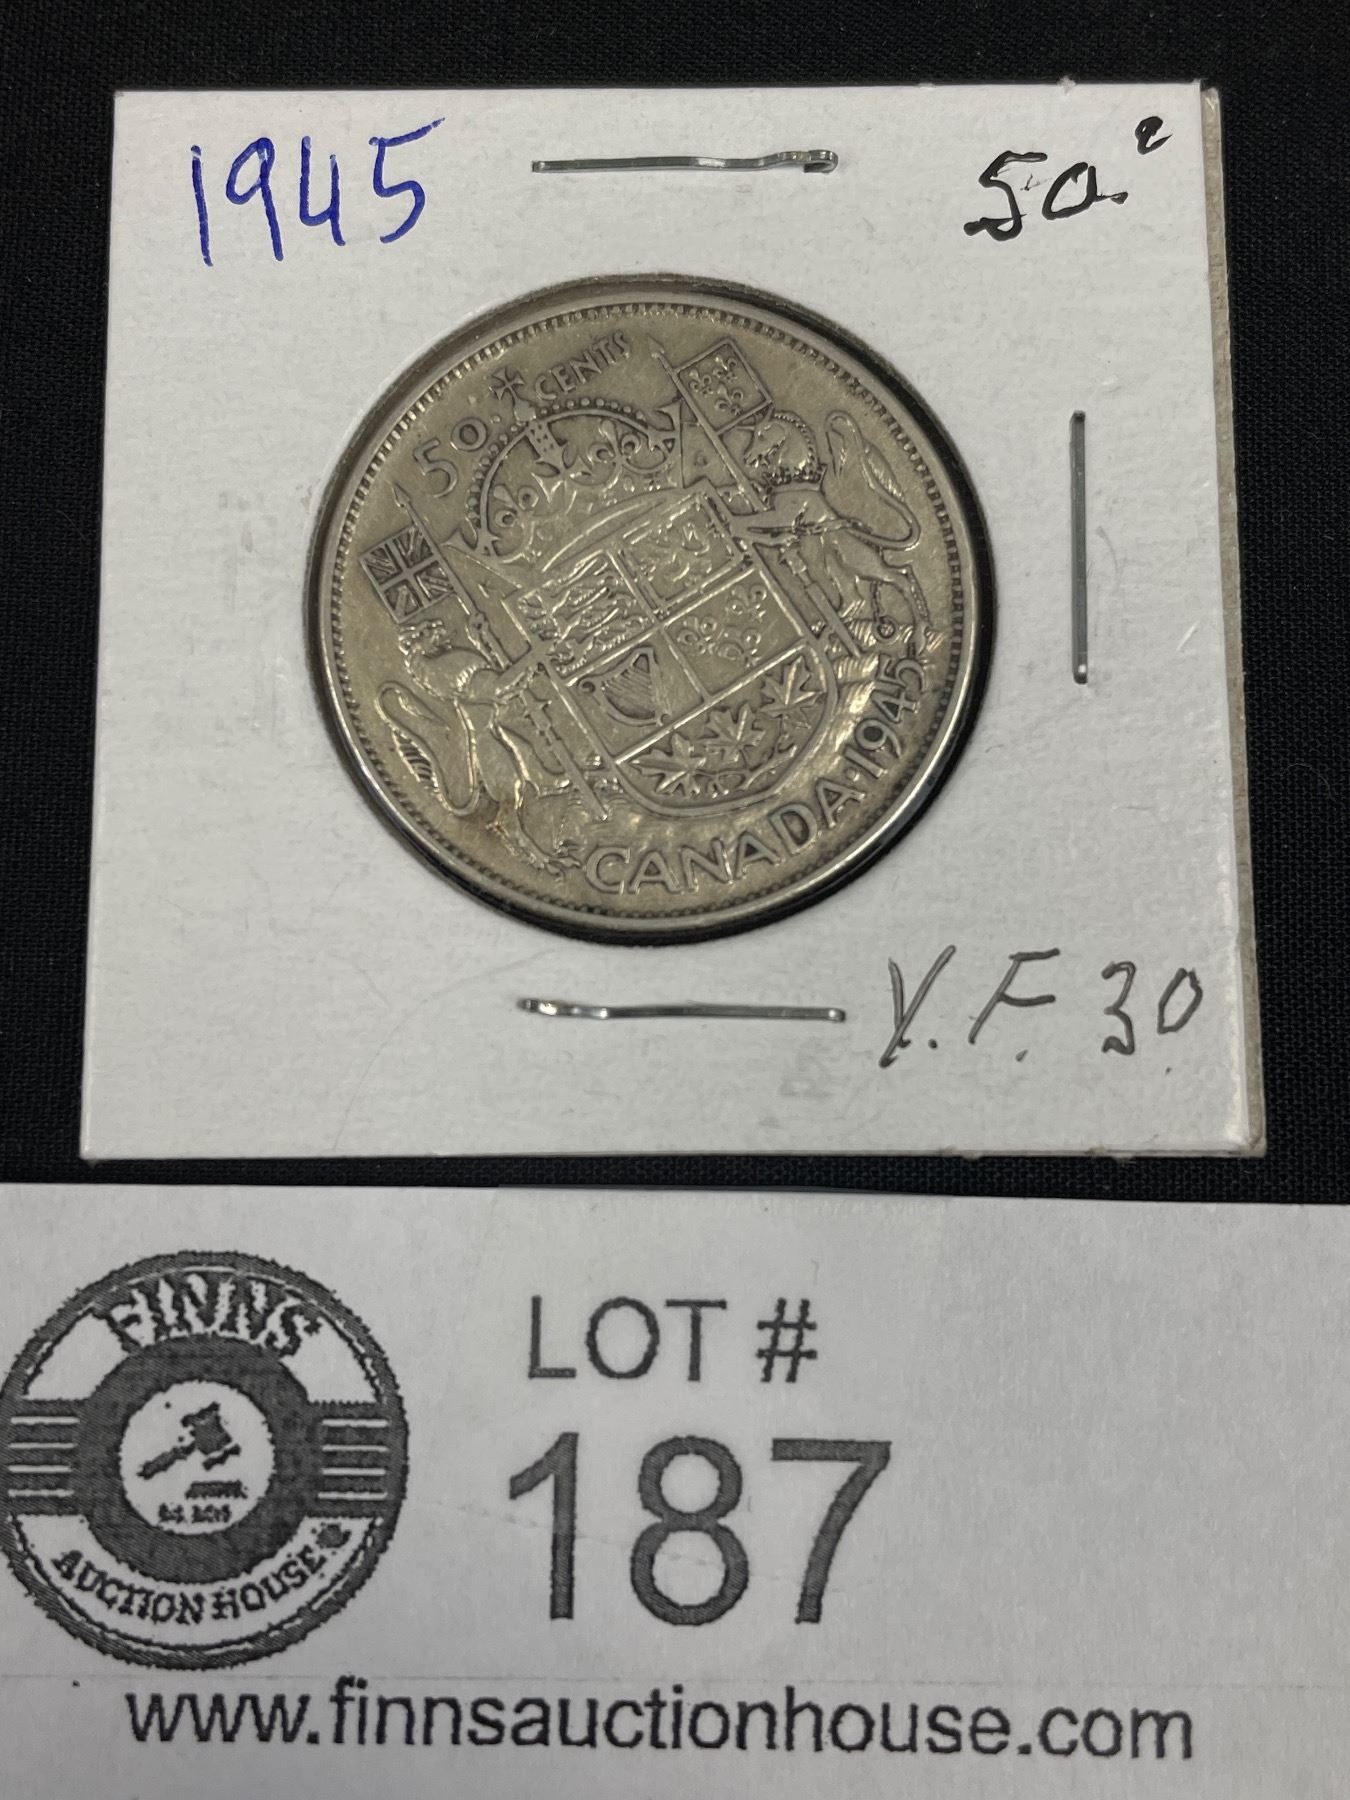 1945
50¢
50 CENTS
CANADA·1945
V.F. 30
FINNS
AUCTION HOUSE
LOT #
187
www.finnsauctionhouse.com